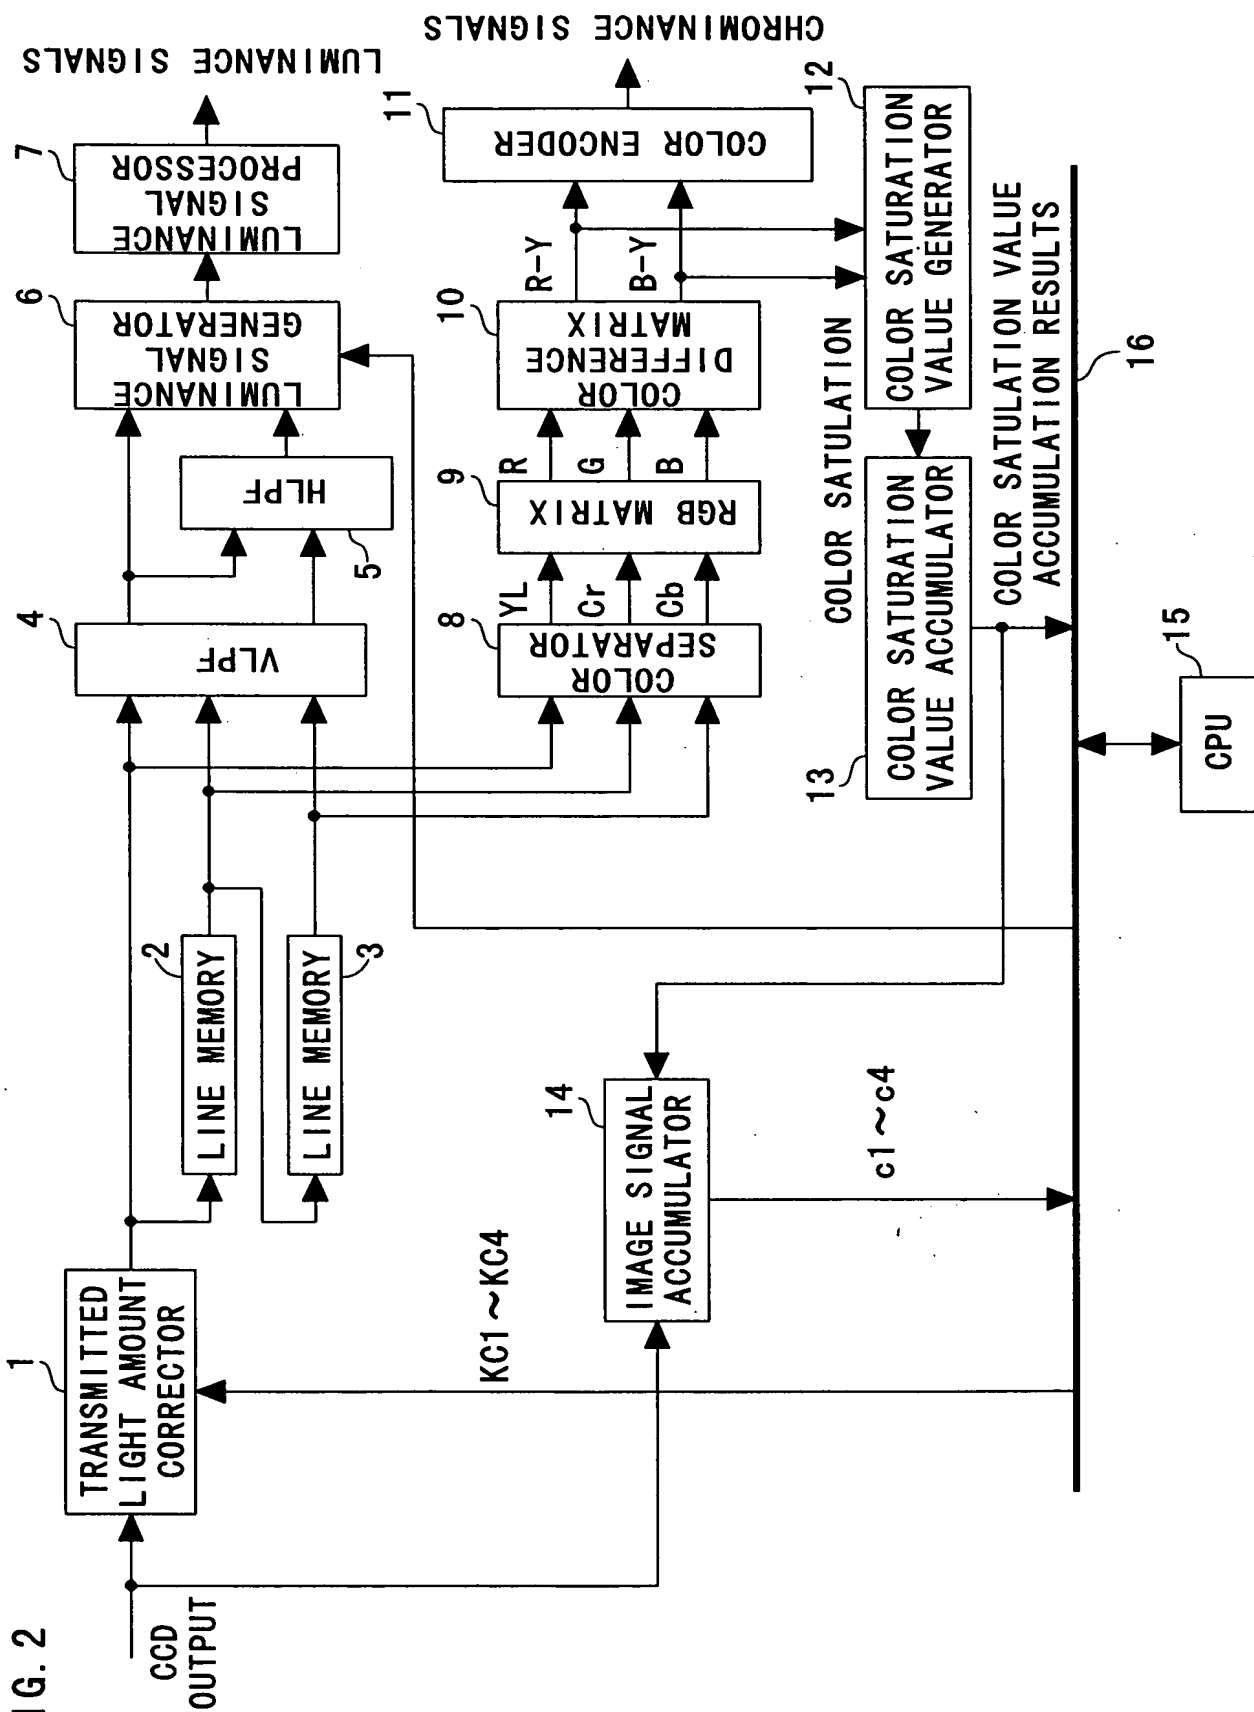 IG. 2
CCD
OUTPUT
1
TRANSMITTED
LIGHT AMOUNT
CORRECTOR
2
LINE MEMORY
3
LINE MEMORY
4
VLPF
5
HLPF
6
LUMINANCE
SIGNAL
GENERATOR
7
LUMINANCE
SIGNAL
PROCESSOR
LUMINANCE SIGNALS
8
COLOR
SEPARATOR
YL
Cr
Cb
9
RGB MATRIX
R
G
B
10
COLOR
DIFFERENCE
MATRIX
R-Y
B-Y
11
COLOR ENCODER
CHROMINANCE SIGNALS
12
COLOR SATURATION
VALUE GENERATOR
COLOR SATULATION
13
COLOR SATURATION
VALUE ACCUMULATOR
COLOR SATULATION VALUE
ACCUMULATION RESULTS
14
IMAGE SIGNAL
ACCUMULATOR
KC1~KC4
c1~c4
15
CPU
16